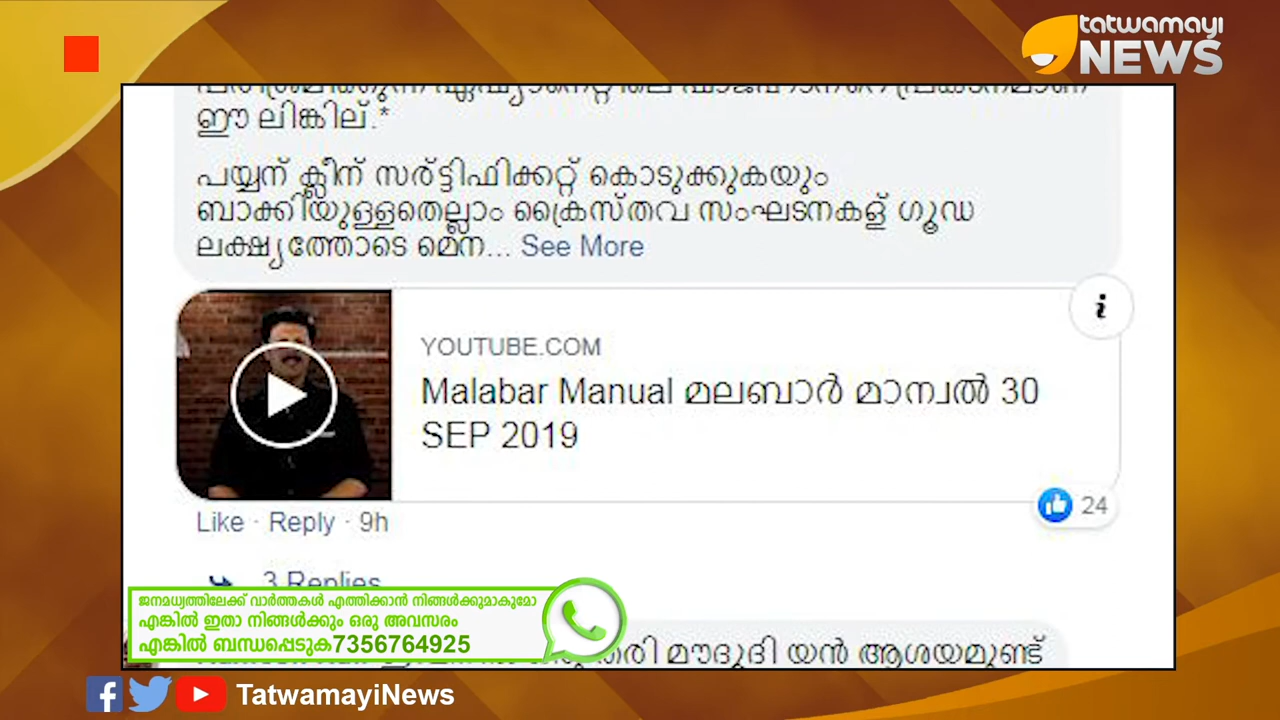 tatwamayi
NEWS
ഈ ലിങ്കില്.*
പയ്യന് ക്ലീന് സര്ട്ടിഫിക്കറ്റ് കൊടുക്കുകയും
ബാക്കിയുള്ളതെല്ലാം ക്രൈസ്തവ സംഘടനകള് ഗൂഡ
ലക്ഷ്യത്തോടെ മെന... See More
YOUTUBE.COM
Malabar Manual മലബാർ മാന്വൽ 30
SEP 2019
24
Like · Reply · 9h
3 Replies
ജനമധ്യത്തിലേക്ക് വാർത്തകൾ എത്തിക്കാൻ നിങ്ങൾക്കുമാകുമോ
എങ്കിൽ ഇതാ നിങ്ങൾക്കും ഒരു അവസരം
എങ്കിൽ ബന്ധപ്പെടുക7356764925
മൗദൂദി യൻ ആശയമുണ്ട്
TatwamayiNews